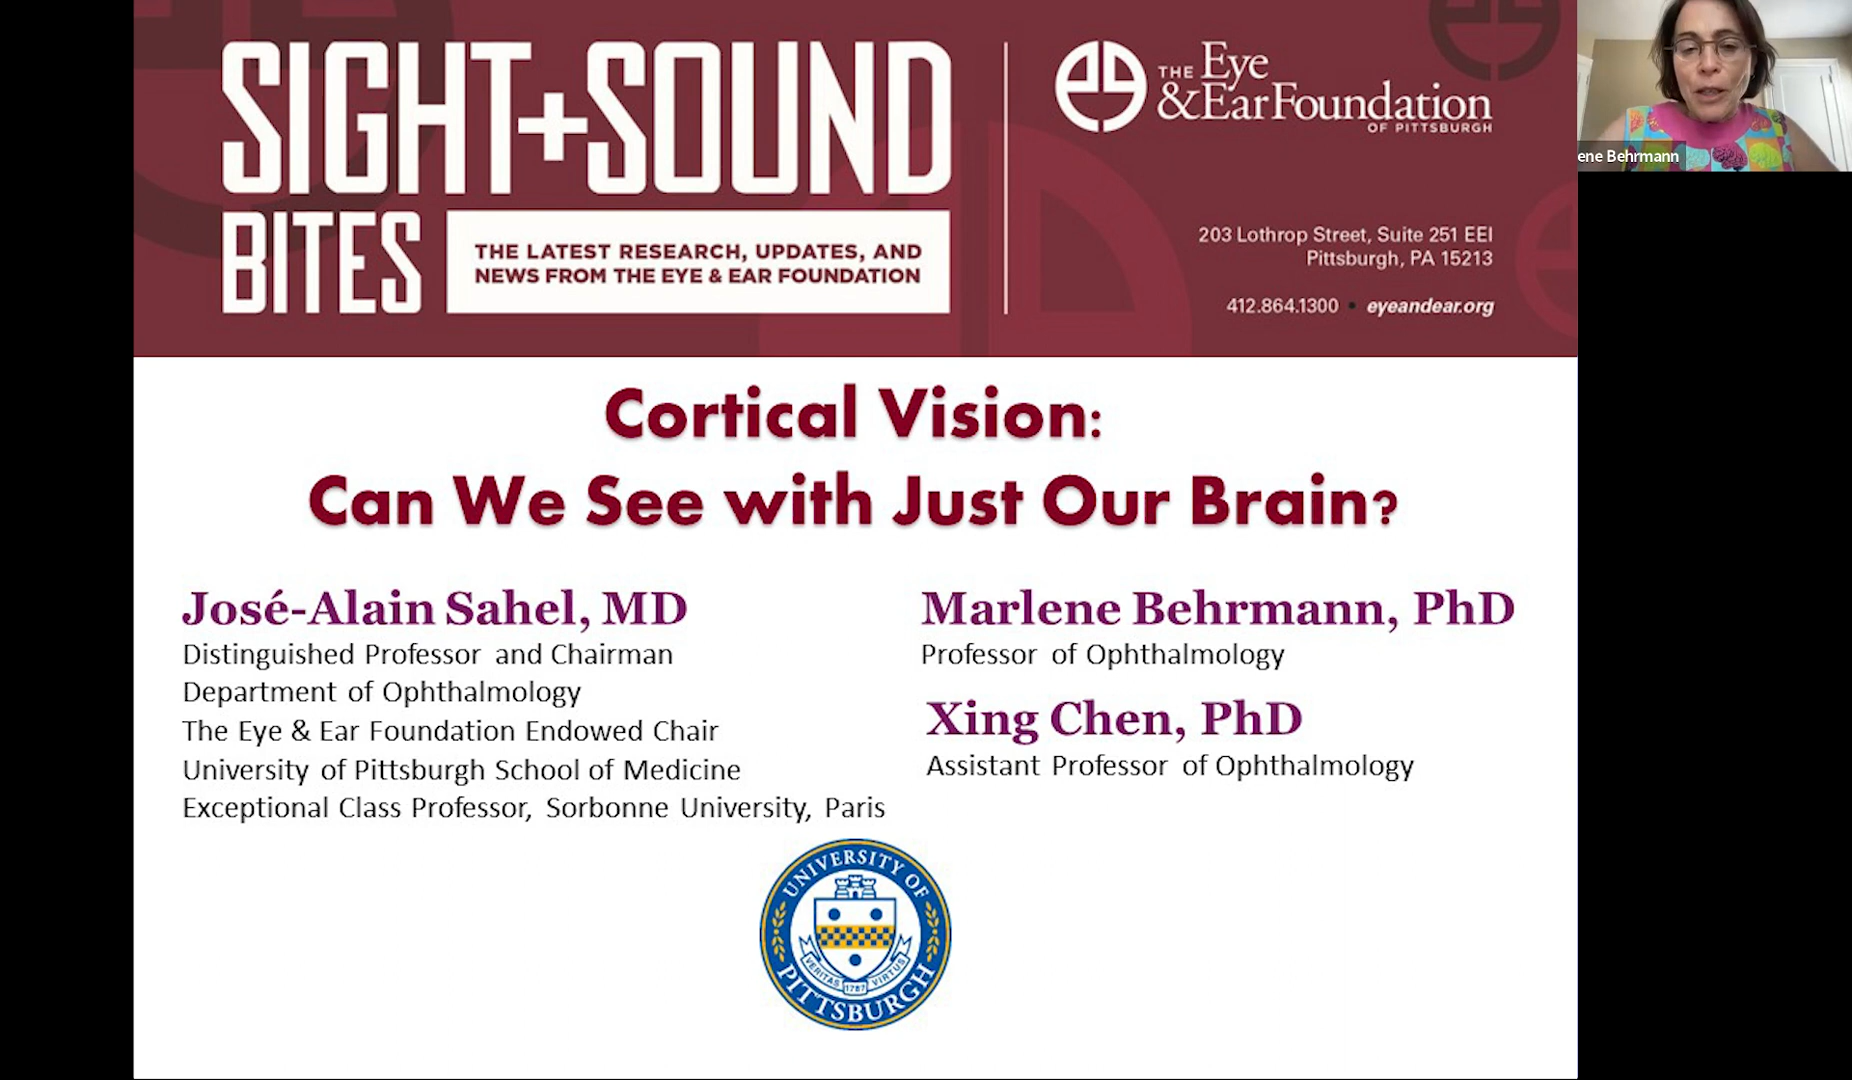 SIGHT+SOUND
BITES
THE LATEST RESEARCH, UPDATES, AND
NEWS FROM THE EYE & EAR FOUNDATION
THE Eye
&Ear Foundation
OF PITTSBURGH
203 Lothrop Street, Suite 251 EEI
Pittsburgh, PA 15213
412.864.1300 • eyeandear.org
ene Behrmann
Cortical Vision:
Can We See with Just Our Brain?
José-Alain Sahel, MD
Distinguished Professor and Chairman
Department of Ophthalmology
The Eye & Ear Foundation Endowed Chair
University of Pittsburgh School of Medicine
Exceptional Class Professor, Sorbonne University, Paris
Marlene Behrmann, PhD
Professor of Ophthalmology
Xing Chen, PhD
Assistant Professor of Ophthalmology
UNIVERSITY OF
VERITAS 1787 VIRTUS
PITTSBURGH